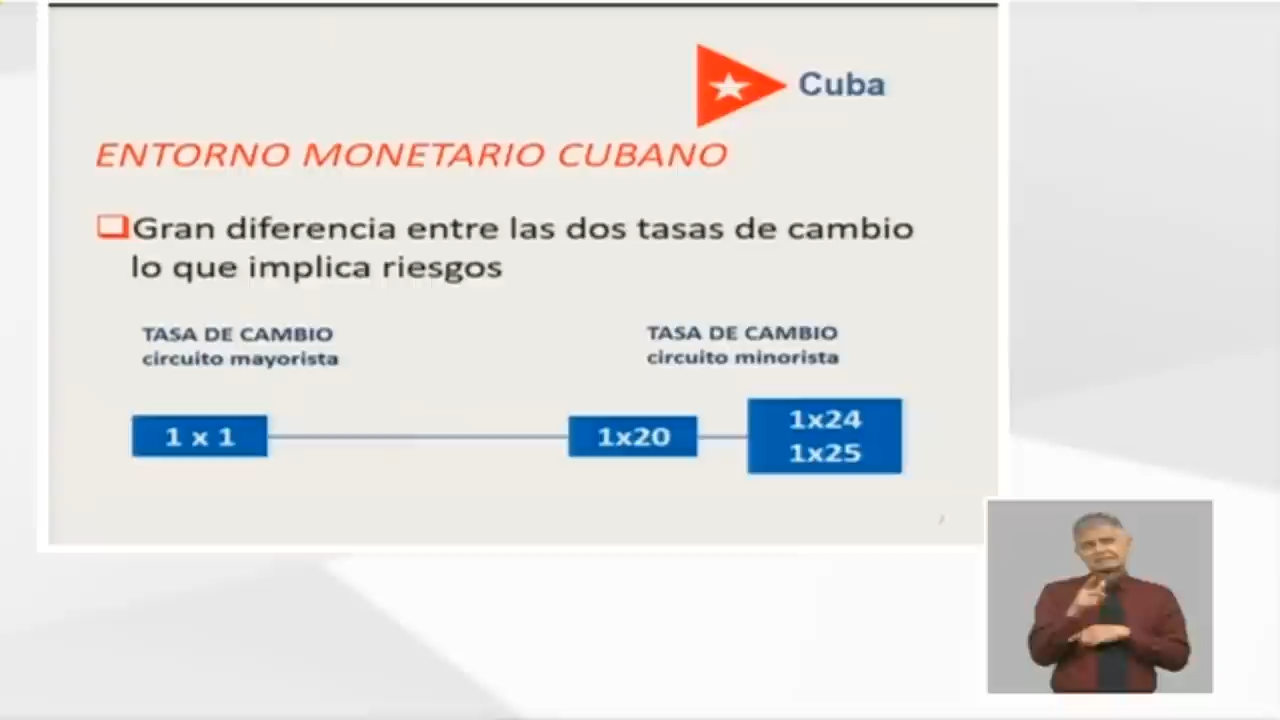 Cuba
ENTORNO MONETARIO CUBANO
Gran diferencia entre las dos tasas de cambio
lo que implica riesgos
TASA DE CAMBIO
circuito mayorista
TASA DE CAMBIO
circuito minorista
1 x 1
1x20
1x24
1x25